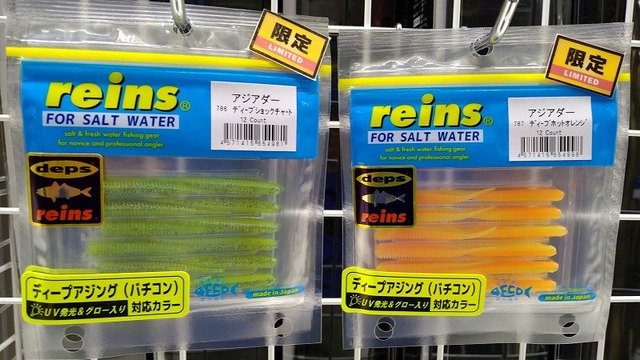 限定
LIMITED
reins®
FOR SALT WATER
salt & fresh water fishing gear
for novice and professional angler
アジアダー
786 ディープショックチャート
12 Count
deps
reins
ディープアジング(バチコン)
UV発光&グロー入り 対応カラー
made in Japan
限定
LIMITED
reins®
FOR SALT WATER
salt & fresh water fishing gear
for novice and professional angler
アジアダー
787 ディープホットオレンジ
12 Count
deps
reins
ディープアジング(バチコン)
UV発光&グロー入り 対応カラー
made in Japan